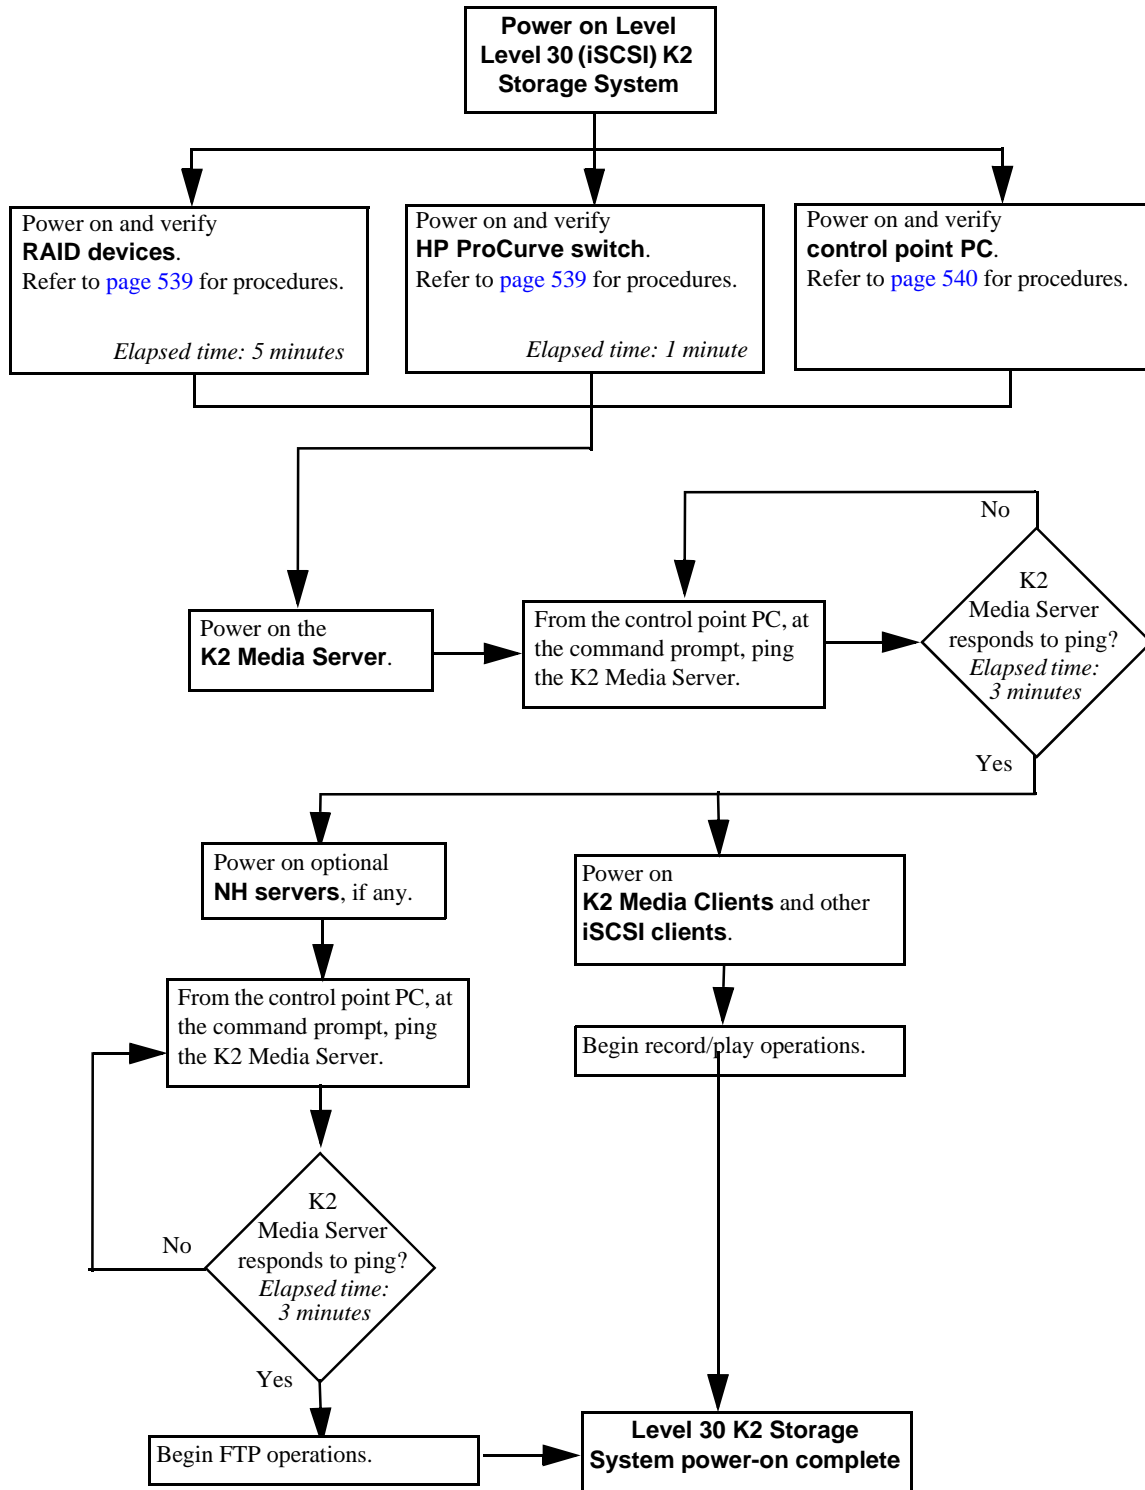 Power on Level
Level 30 (iSCSI) K2
Storage System
Power on and verify
RAID devices.
Refer to page 539 for procedures.
Elapsed time: 5 minutes
Power on and verify
HP ProCurve switch.
Refer to page 539 for procedures.
Elapsed time: 1 minute
Power on and verify
control point PC.
Refer to page 540 for procedures.
No
K2
Media Server
responds to ping?
Elapsed time:
3 minutes
Power on the
K2 Media Server.
From the control point PC, at
the command prompt, ping
the K2 Media Server.
Yes
Power on optional
NH servers, if any.
Power on
K2 Media Clients and other
iSCSI clients.
From the control point PC, at
the command prompt, ping
the K2 Media Server.
Begin record/play operations.
K2
Media Server
responds to ping?
Elapsed time:
3 minutes
No
Yes
Begin FTP operations.
Level 30 K2 Storage
System power-on complete